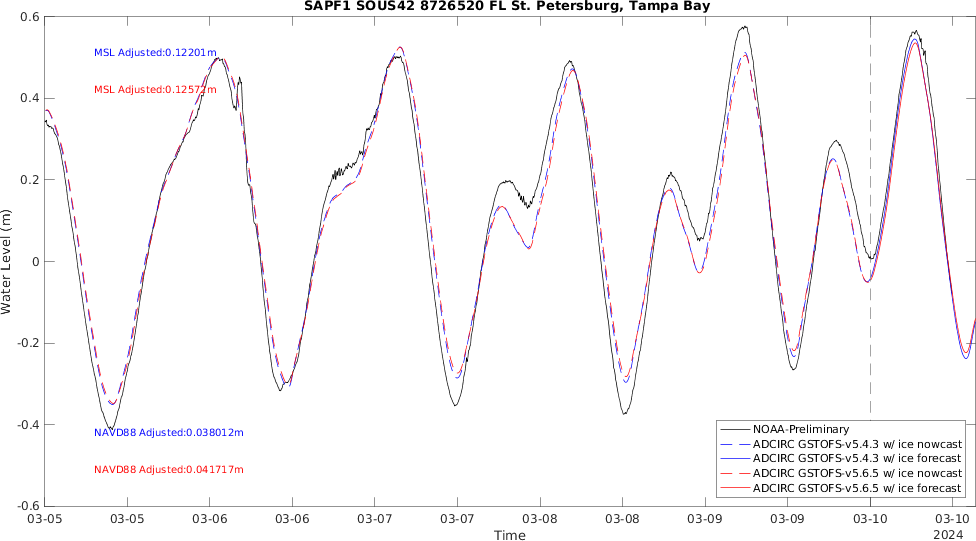 SAPF1 SOUS42 8726520 FL St. Petersburg, Tampa Bay
0.6
0.4
0.2
0
-0.2
-0.4
-0.6
Water Level (m)
MSL Adjusted:0.12201m
MSL Adjusted:0.12572m
NAVD88 Adjusted:0.038012m
NAVD88 Adjusted:0.041717m
NOAA-Preliminary
ADCIRC GSTOFS-v5.4.3 w/ ice nowcast
ADCIRC GSTOFS-v5.4.3 w/ ice forecast
ADCIRC GSTOFS-v5.6.5 w/ ice nowcast
ADCIRC GSTOFS-v5.6.5 w/ ice forecast
03-05 03-05 03-06 03-06 03-07 03-07 03-08 03-08 03-09 03-09 03-10 03-10
2024
Time